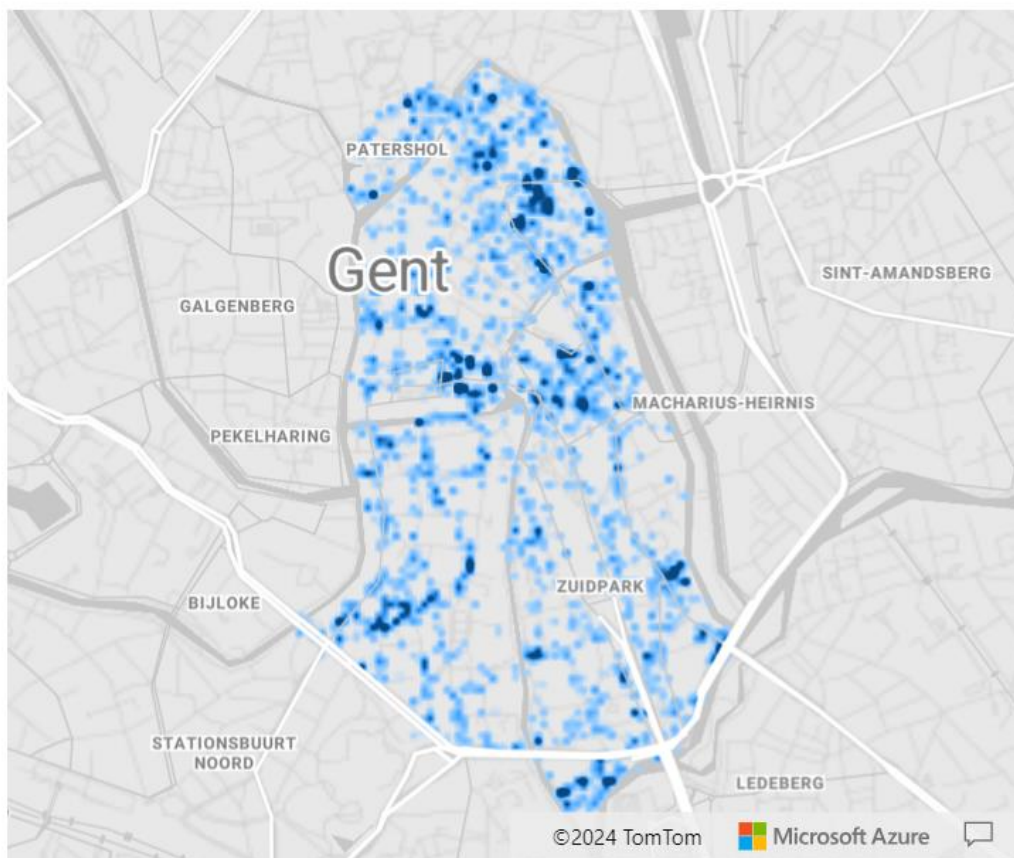 PATERSHOL
Gent
SINT-AMANDSBERG
GALGENBERG
MACHARIUS-HEIRNIS
PEKELHARING
ZUIDPARK
BIJLOKE
STATIONSBUURT
NOORD
LEDEBERG
©2024 TomTom
Microsoft Azure